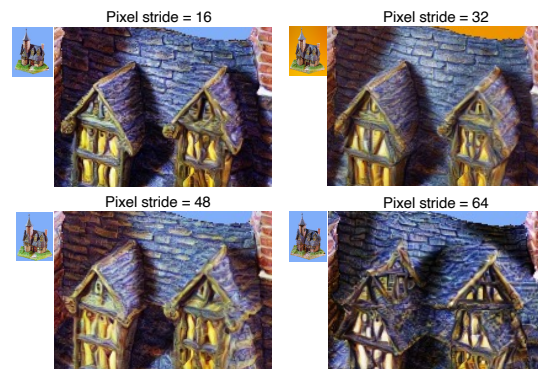 Pixel stride = 16
Pixel stride = 32
Pixel stride = 48
Pixel stride = 64